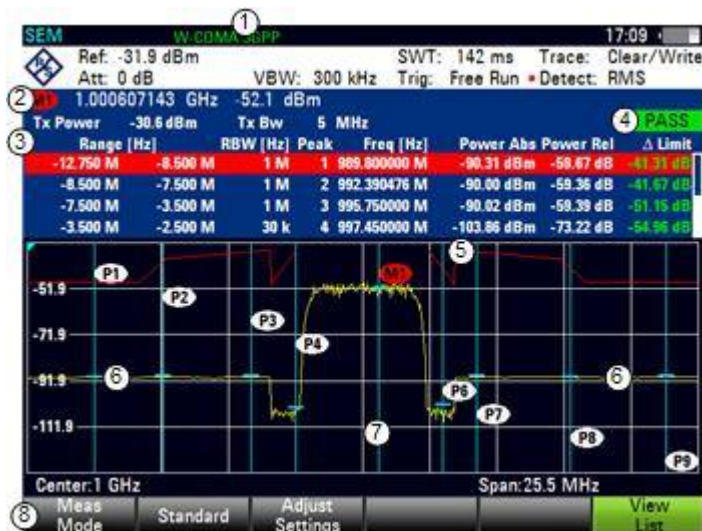 1
SEM W-CDMA 3GPP 17:09
Ref: -31.9 dBm SWT: 142 ms Trace: Clear/Write
Att: 0 dB VBW: 300 kHz Trig: Free Run • Detect: RMS
2 M1 1.000607143 GHz -52.1 dBm
Tx Power -30.6 dBm Tx Bw 5 MHz 4 PASS
3 Range [Hz] RBW [Hz] Peak Freq [Hz] Power Abs Power Rel Δ Limit
-12.750 M -8.500 M 1 M 1 989.800000 M -90.31 dBm -59.67 dB -41.31 dB
-8.500 M -7.500 M 1 M 2 992.390476 M -90.00 dBm -59.36 dB -41.67 dB
-7.500 M -3.500 M 1 M 3 995.750000 M -90.02 dBm -59.39 dB -51.15 dB
-3.500 M -2.500 M 30 k 4 997.450000 M -103.86 dBm -73.22 dB -54.96 dB
5
P1 M1
-51.9 P2
P3
-71.9 P4
-91.9 6 6
P6
P7
-111.9 7 P8
P9
Center:1 GHz Span:25.5 MHz
8 Meas Mode Standard Adjust Settings View List